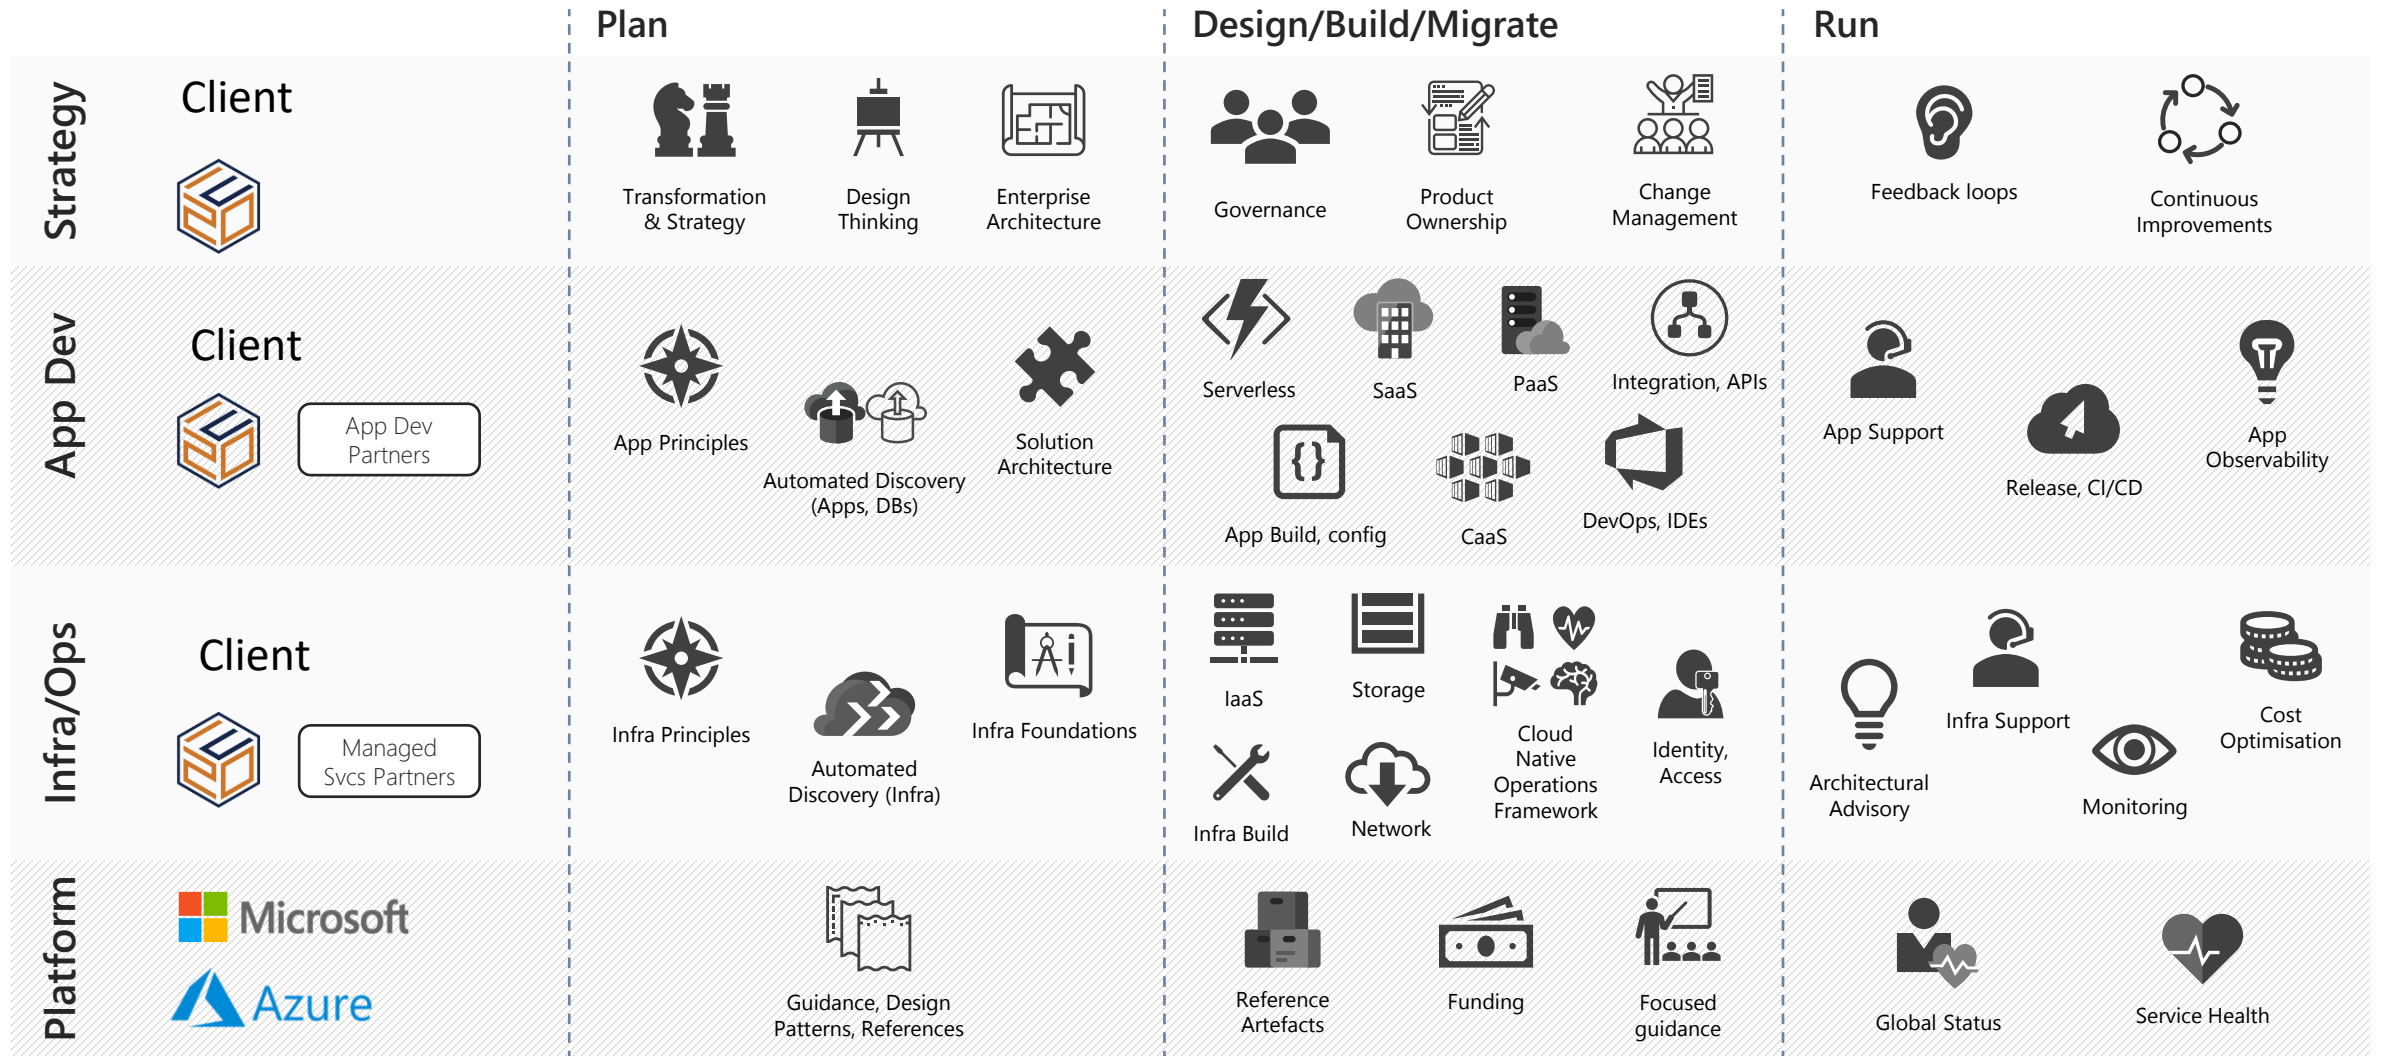 Plan
Design/Build/Migrate
Run
Strategy
Client
Transformation
& Strategy
Design
Thinking
Enterprise
Architecture
Governance
Product
Ownership
Change
Management
Feedback loops
Continuous
Improvements
App Dev
Client
App Dev
Partners
App Principles
Automated Discovery
(Apps, DBs)
Solution
Architecture
Serverless
SaaS
PaaS
Integration, APIs
App Build, config
CaaS
DevOps, IDEs
App Support
Release, CI/CD
App
Observability
Infra/Ops
Client
Managed
Svcs Partners
Infra Principles
Automated
Discovery (Infra)
Infra Foundations
IaaS
Storage
Cloud
Native
Operations
Framework
Identity,
Access
Infra Build
Network
Architectural
Advisory
Infra Support
Monitoring
Cost
Optimisation
Platform
Microsoft
Azure
Guidance, Design
Patterns, References
Reference
Artefacts
Funding
Focused
guidance
Global Status
Service Health